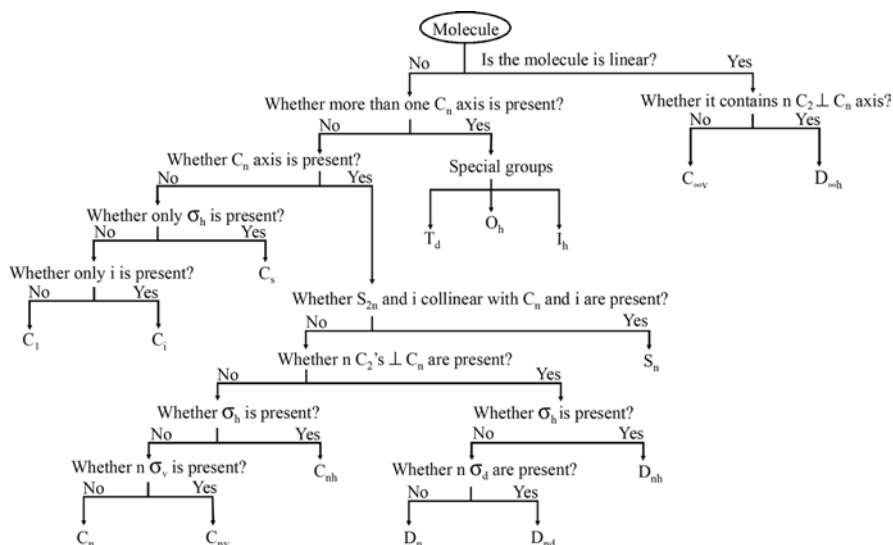 Molecule
Is the molecule is linear?
No
Yes
Whether more than one Cₙ axis is present?
Whether it contains n C₂ ⊥ Cₙ axis?
No
Yes
No
Yes
Whether Cₙ axis is present?
Special groups
C∞v
D∞h
No
Yes
Whether only σₕ is present?
T_d
Oₕ
Iₕ
No
Yes
Whether only i is present?
Cₛ
No
Yes
Whether S₂ₙ and i collinear with Cₙ and i are present?
C₁
Cᵢ
No
Yes
Whether n C₂'s ⊥ Cₙ are present?
Sₙ
No
Yes
Whether σₕ is present?
Whether σₕ is present?
No
Yes
No
Yes
Whether n σᵥ is present?
Cₙₕ
Whether n σ_d are present?
Dₙₕ
No
Yes
No
Yes
Cₙ
Cₙᵥ
Dₙ
D_nd